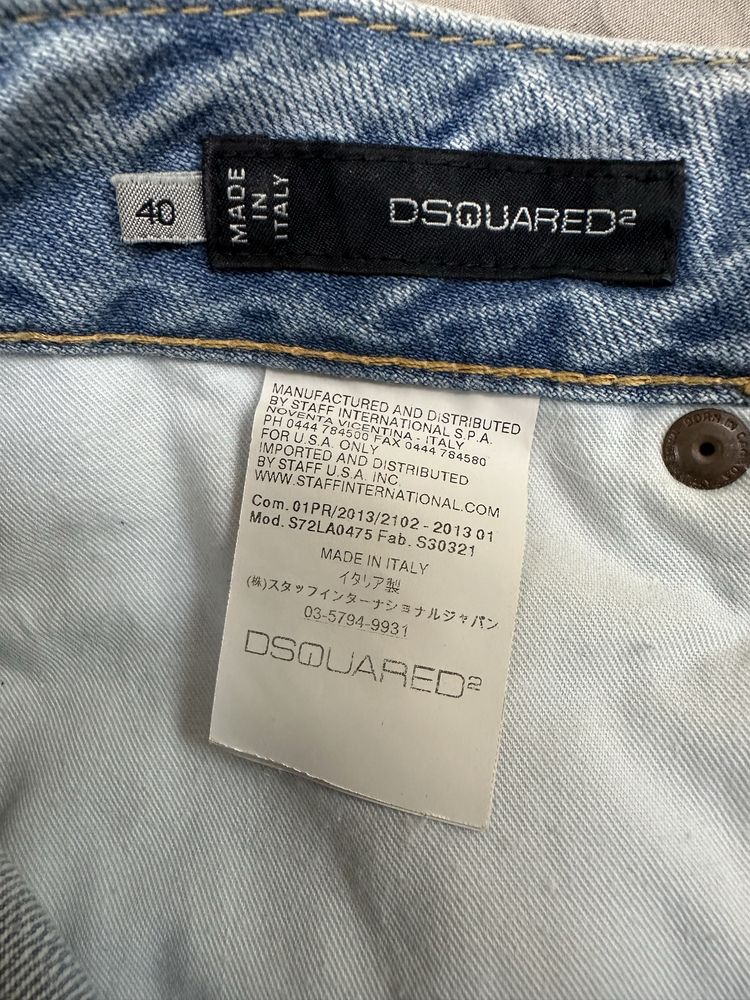 40
MADE
IN
ITALY
DSQUARED2
MANUFACTURED AND DISTRIBUTED
BY STAFF INTERNATIONAL S.P.A.
NOVENTA VICENTINA - ITALY
PH 0444 784500 FAX 0444 784580
FOR U.S.A. ONLY
IMPORTED AND DISTRIBUTED
BY STAFF U.S.A. INC
WWW.STAFFINTERNATIONAL.COM
Com. 01PR/2013/2102 - 2013 01
Mod. S72LA0475 Fab. S30321
MADE IN ITALY
イタリア製
(株)スタッフインターナショナルジャパン
03-5794-9931
DSQUARED2
BORN IN